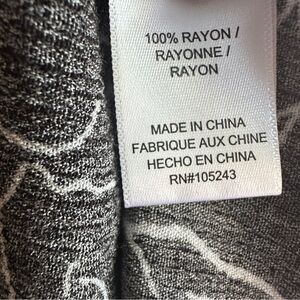 100% RAYON /
RAYONNE /
RAYON
MADE IN CHINA
FABRIQUE AUX CHINE
HECHO EN CHINA
RN#105243